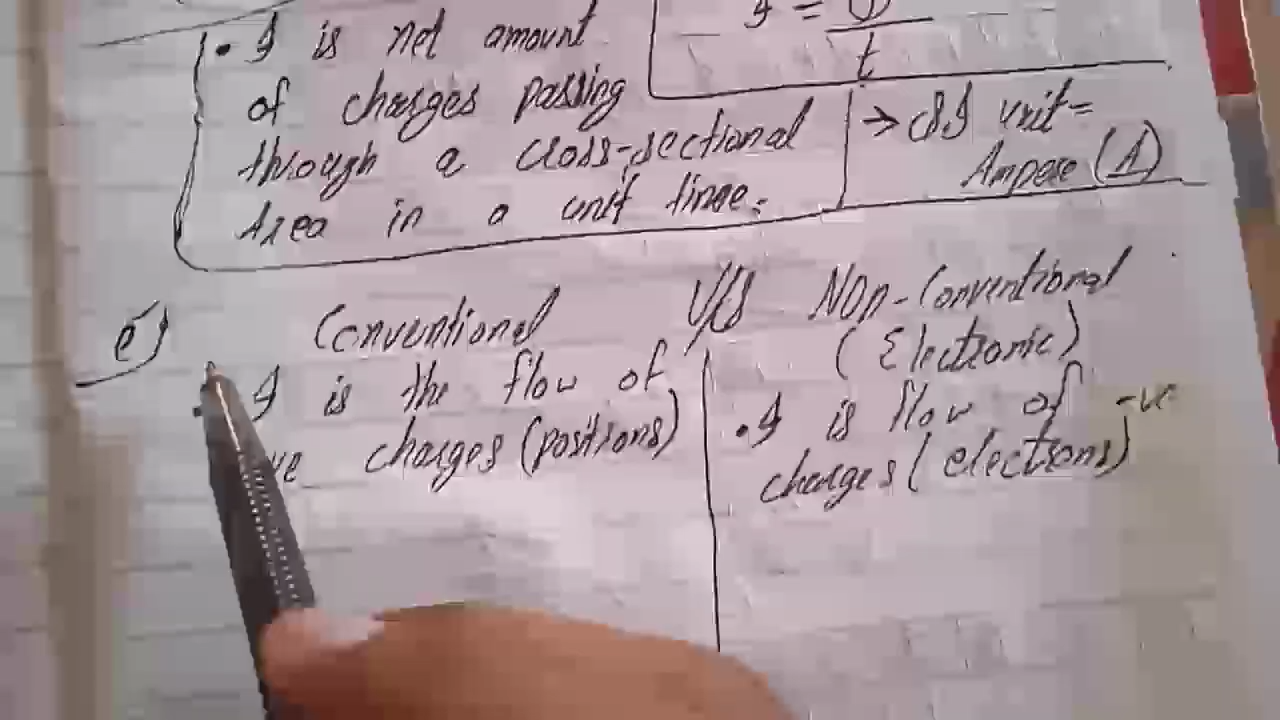 • I is net amount
of charges passing
through a cross-sectional
Area in a unit time.
I = Q
t
→ SI unit =
Ampere (A)
e) Conventional V/S Non-Conventional
(Electronic)
• I is the flow of
ve charges (positions)
• I is flow of -ve
charges (electrons)